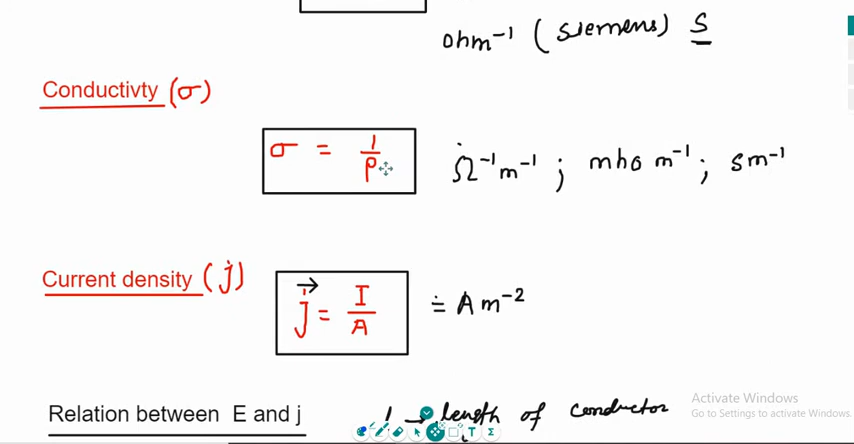 ohm⁻¹ (Siemens) S
Conductivty (σ)
σ = 1/ρ Ω⁻¹m⁻¹ ; mho m⁻¹ ; Sm⁻¹
Current density (j)
j⃗ = I/A ≐ Am⁻²
Relation between E and j
l → length of conductor
Activate Windows
Go to Settings to activate Windows.